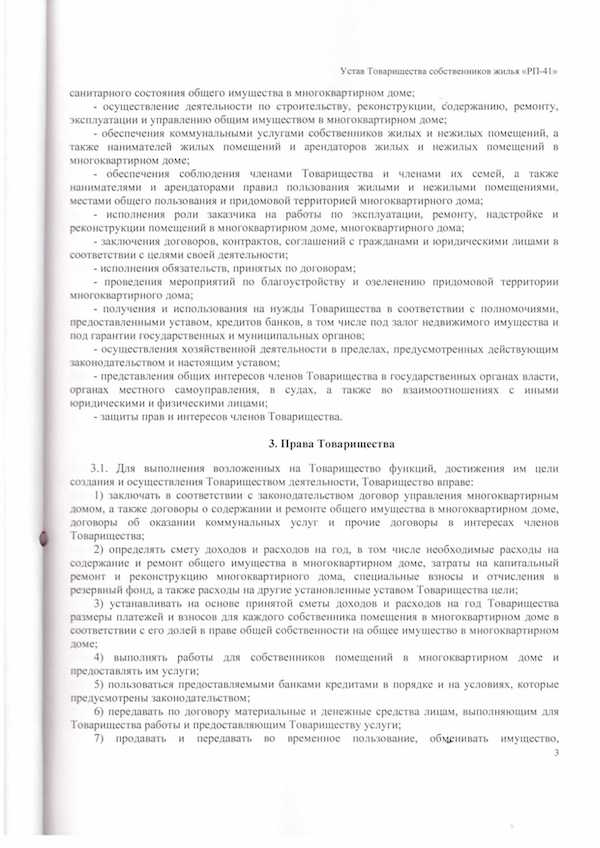 Устав Товарищества собственников жилья «РП-41»
санитарного состояния общего имущества в многоквартирном доме;
- осуществление деятельности по строительству, реконструкции, содержанию, ремонту,
эксплуатации и управлению общим имуществом в многоквартирном доме;
- обеспечения коммунальными услугами собственников жилых и нежилых помещений, а
также нанимателей жилых помещений и арендаторов жилых и нежилых помещений в
многоквартирном доме;
- обеспечения соблюдения членами Товарищества и членами их семей, а также
нанимателями и арендаторами правил пользования жилыми и нежилыми помещениями,
местами общего пользования и придомовой территорией многоквартирного дома;
- исполнения роли заказчика на работы по эксплуатации, ремонту, надстройке и
реконструкции помещений в многоквартирном доме, многоквартирного дома;
- заключения договоров, контрактов, соглашений с гражданами и юридическими лицами в
соответствии с целями своей деятельности;
- исполнения обязательств, принятых по договорам;
- проведения мероприятий по благоустройству и озеленению придомовой территории
многоквартирного дома;
- получения и использования на нужды Товарищества в соответствии с полномочиями,
предоставленными уставом, кредитов банков, в том числе под залог недвижимого имущества и
под гарантии государственных и муниципальных органов;
- осуществления хозяйственной деятельности в пределах, предусмотренных действующим
законодательством и настоящим уставом;
- представления общих интересов членов Товарищества в государственных органах власти,
органах местного самоуправления, в судах, а также во взаимоотношениях с иными
юридическими и физическими лицами;
- защиты прав и интересов членов Товарищества.
3. Права Товарищества
3.1. Для выполнения возложенных на Товарищество функций, достижения им цели
создания и осуществления Товариществом деятельности, Товарищество вправе:
1) заключать в соответствии с законодательством договор управления многоквартирным
домом, а также договоры о содержании и ремонте общего имущества в многоквартирном доме,
договоры об оказании коммунальных услуг и прочие договоры в интересах членов
Товарищества;
2) определять смету доходов и расходов на год, в том числе необходимые расходы на
содержание и ремонт общего имущества в многоквартирном доме, затраты на капитальный
ремонт и реконструкцию многоквартирного дома, специальные взносы и отчисления в
резервный фонд, а также расходы на другие установленные уставом Товарищества цели;
3) устанавливать на основе принятой сметы доходов и расходов на год Товарищества
размеры платежей и взносов для каждого собственника помещения в многоквартирном доме в
соответствии с его долей в праве общей собственности на общее имущество в многоквартирном
доме;
4) выполнять работы для собственников помещений в многоквартирном доме и
предоставлять им услуги;
5) пользоваться предоставляемыми банками кредитами в порядке и на условиях, которые
предусмотрены законодательством;
6) передавать по договору материальные и денежные средства лицам, выполняющим для
Товарищества работы и предоставляющим Товариществу услуги;
7) продавать и передавать во временное пользование, обменивать имущество,
3